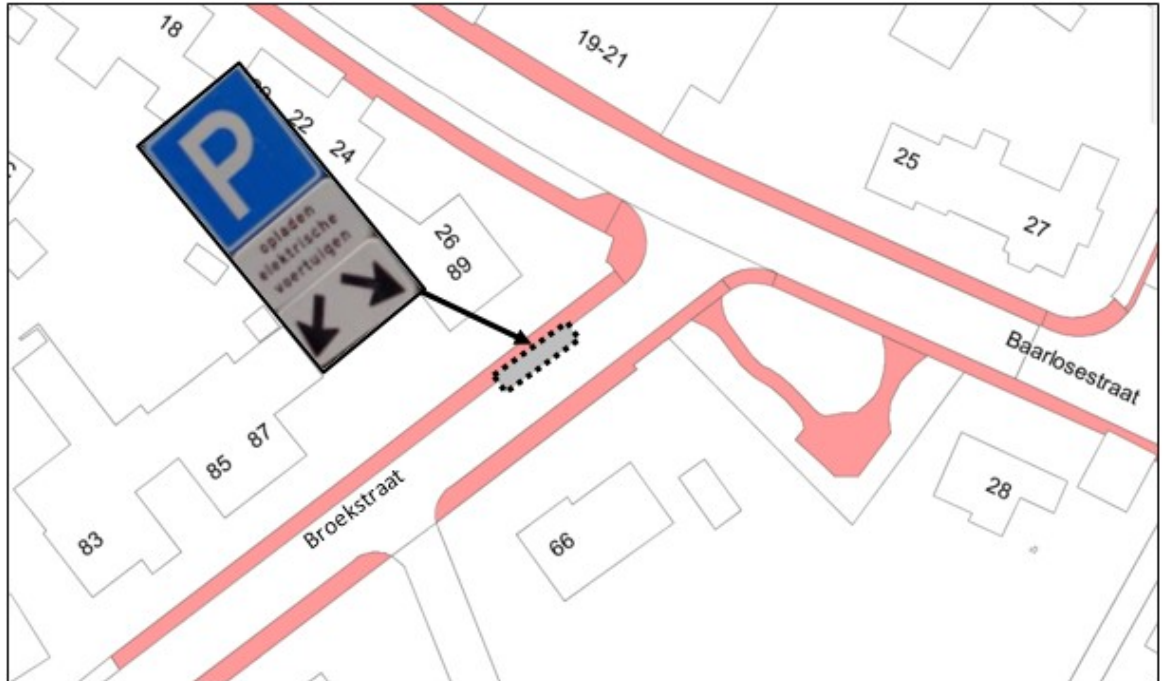 18
19-21
22
24
25
27
26
89
P
opladen
elektrische
voertuigen
Baarlosestraat
87
85
83
Broekstraat
66
28